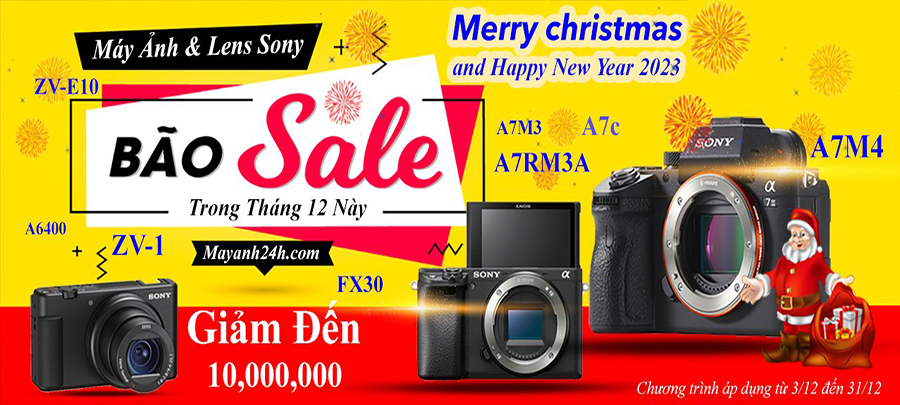 Máy Ảnh & Lens Sony
Merry christmas
and Happy New Year 2023
ZV-E10
BÃO Sale
Trong Tháng 12 Này
A7M3
A7c
A7RM3A
A7M4
A6400
ZV-1
Mayanh24h.com
FX30
SONY
SONY
SONY
α
SONY
α
E-mount
Giảm Đến
10,000,000
Chương trình áp dụng từ 3/12 đến 31/12